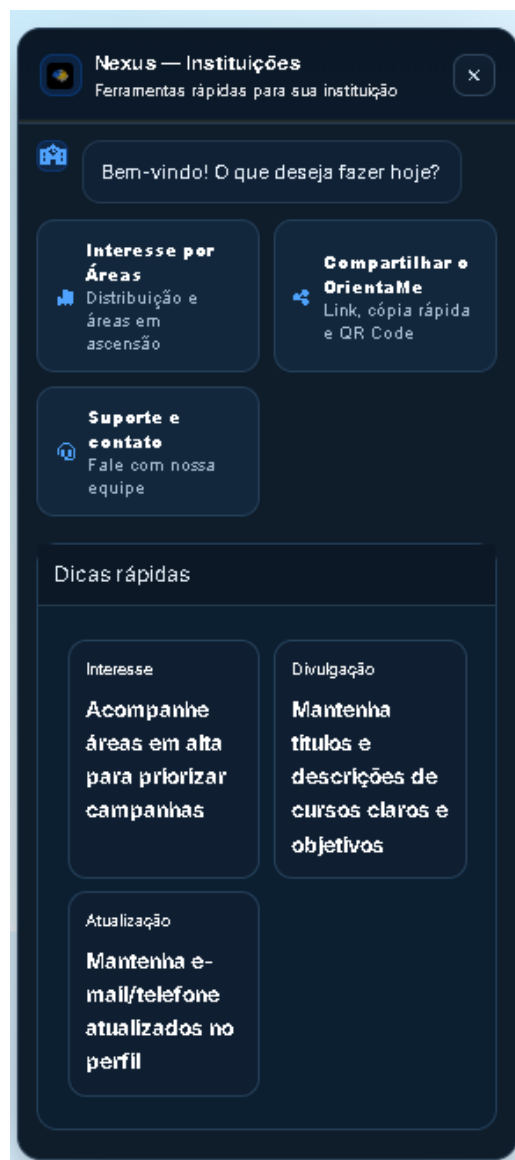 Nexus — Instituições
Ferramentas rápidas para sua instituição
Bem-vindo! O que deseja fazer hoje?
Interesse por
Áreas
Distribuição e
áreas em
ascensão
Compartilhar o
OrientaMe
Link, cópia rápida
e QR Code
Suporte e
contato
Fale com nossa
equipe
Dicas rápidas
Interesse
Acompanhe
áreas em alta
para priorizar
campanhas
Divulgação
Mantenha
títulos e
descrições de
cursos claros e
objetivos
Atualização
Mantenha e-
mail/telefone
atualizados no
perfil